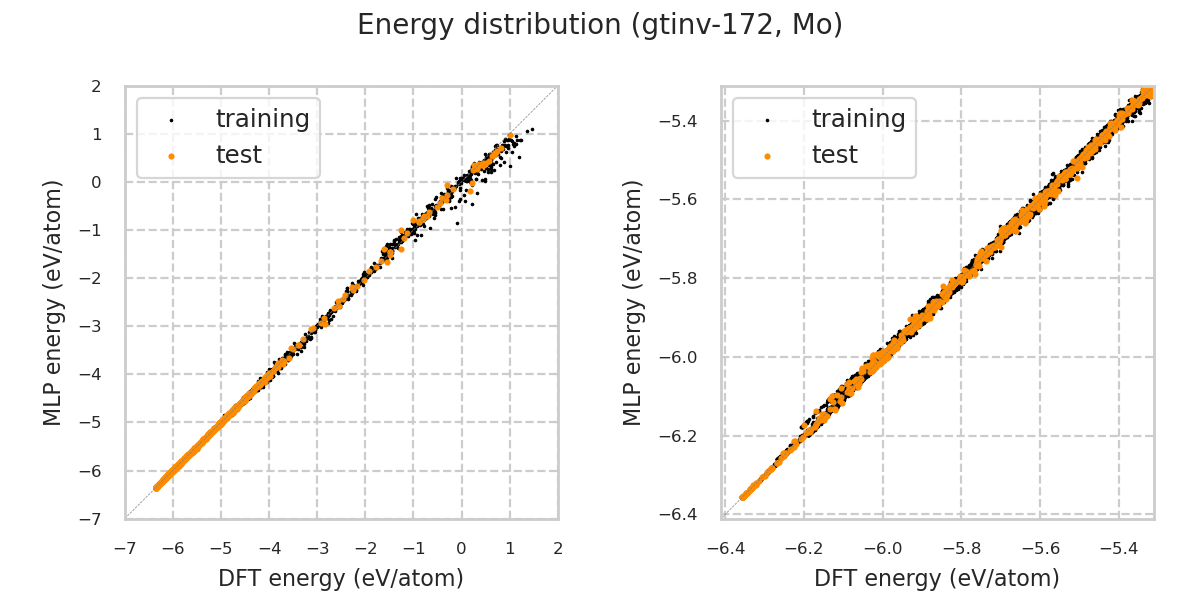 Energy distribution (gtinv-172, Mo)
training
test
2
1
0
−1
−2
−3
−4
−5
−6
−7
MLP energy (eV/atom)
−7 −6 −5 −4 −3 −2 −1 0 1 2
DFT energy (eV/atom)
training
test
−5.4
−5.6
−5.8
−6.0
−6.2
−6.4
MLP energy (eV/atom)
−6.4 −6.2 −6.0 −5.8 −5.6 −5.4
DFT energy (eV/atom)